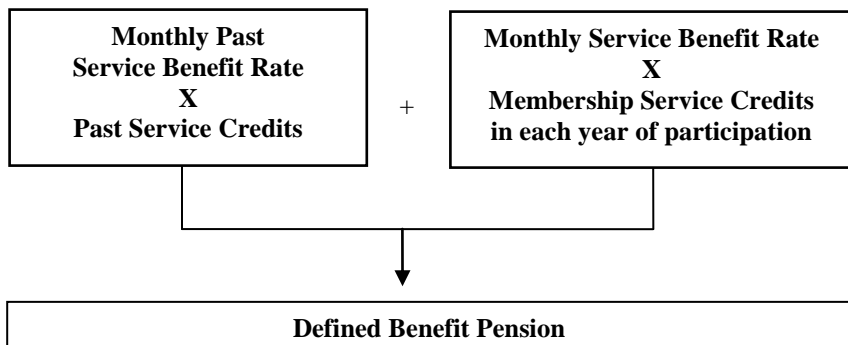 Monthly Past
Service Benefit Rate
X
Past Service Credits
+
Monthly Service Benefit Rate
X
Membership Service Credits
in each year of participation
Defined Benefit Pension